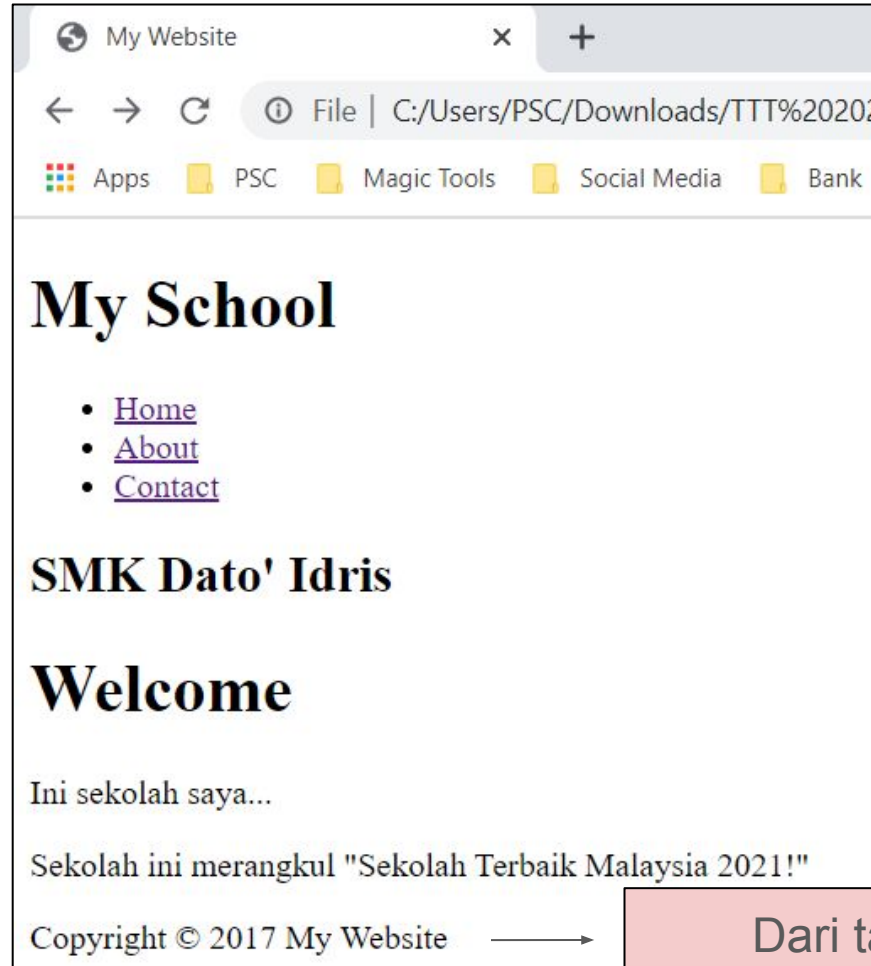 My Website
File | C:/Users/PSC/Downloads/TTT%20202
Apps PSC Magic Tools Social Media Bank
My School
Home
About
Contact
SMK Dato' Idris
Welcome
Ini sekolah saya...
Sekolah ini merangkul "Sekolah Terbaik Malaysia 2021!"
Copyright © 2017 My Website
Dari